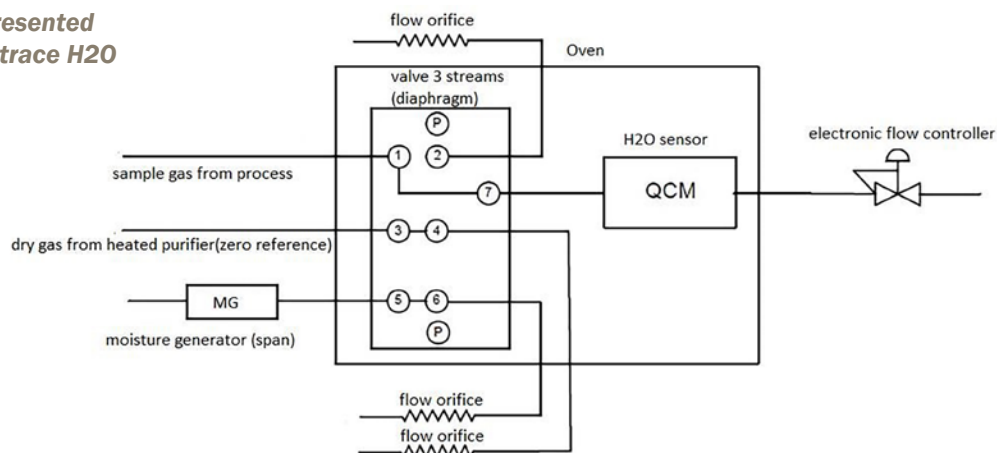 resented
trace H2O
flow orifice
Oven
valve 3 streams
(diaphragm)
P
H2O sensor
electronic flow controller
1
2
sample gas from process
7
QCM
3
4
dry gas from heated purifier(zero reference)
5
6
MG
P
moisture generator (span)
flow orifice
flow orifice